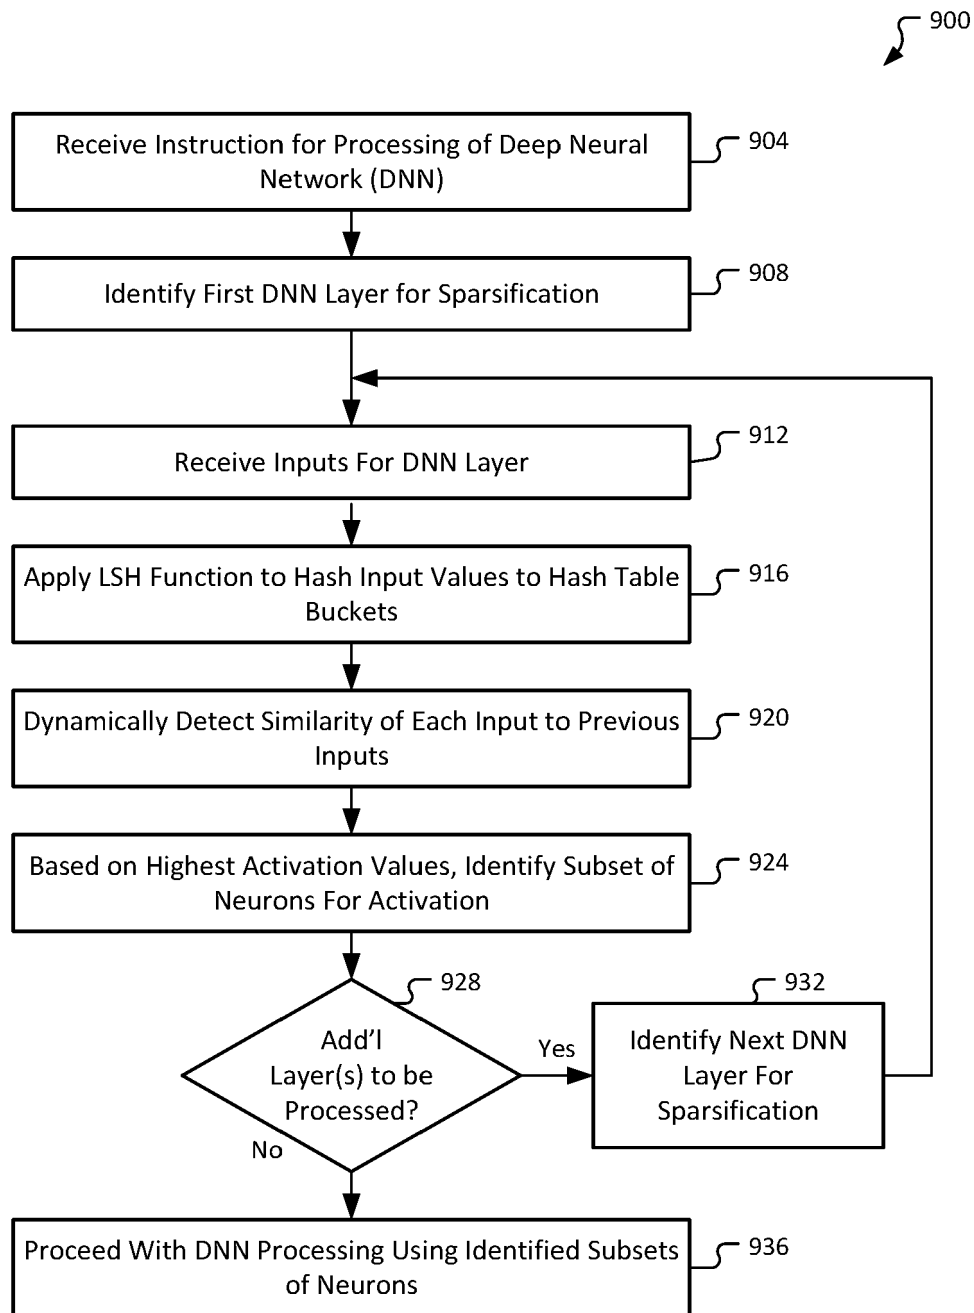 900
Receive Instruction for Processing of Deep Neural
Network (DNN)
904
Identify First DNN Layer for Sparsification
908
Receive Inputs For DNN Layer
912
Apply LSH Function to Hash Input Values to Hash Table
Buckets
916
Dynamically Detect Similarity of Each Input to Previous
Inputs
920
Based on Highest Activation Values, Identify Subset of
Neurons For Activation
924
928
Add'l
Layer(s) to be
Processed?
Yes
No
932
Identify Next DNN
Layer For
Sparsification
Proceed With DNN Processing Using Identified Subsets
of Neurons
936